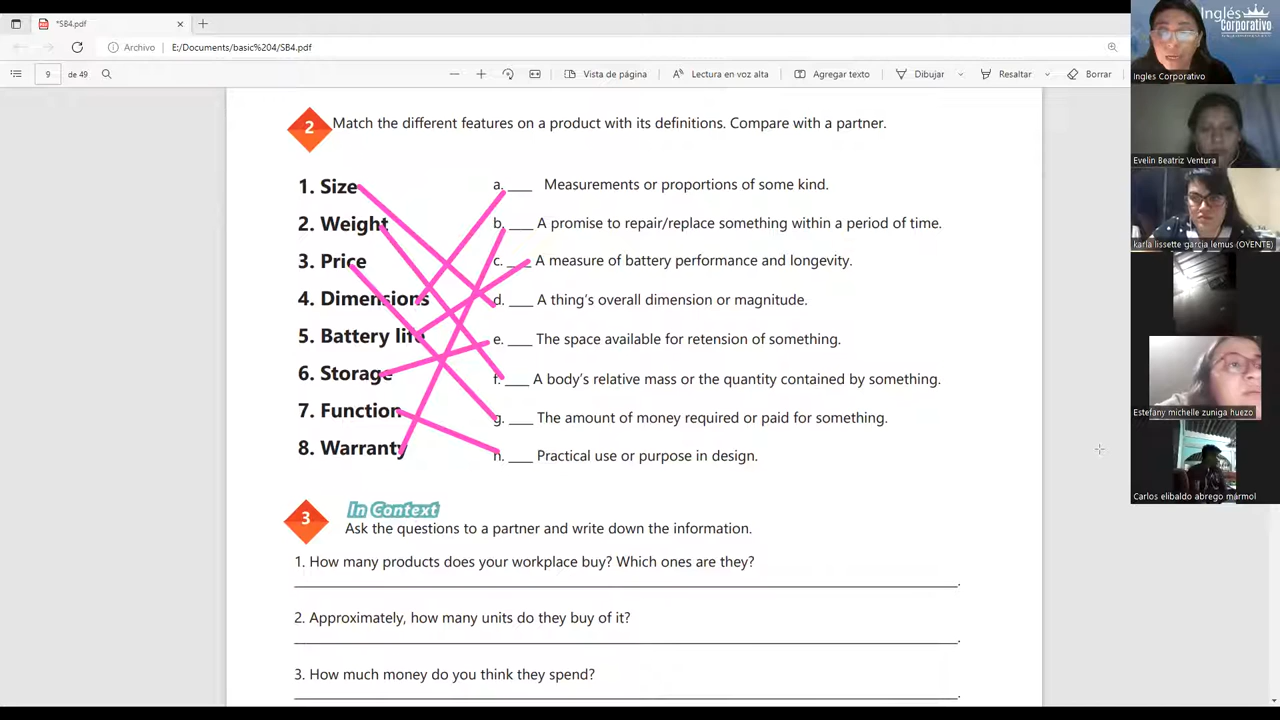 *SB4.pdf
Archivo
E:/Documents/basic%204/SB4.pdf
9
de 49
Vista de página
Lectura en voz alta
Agregar texto
Dibujar
Resaltar
Borrar
2
Match the different features on a product with its definitions. Compare with a partner.
1. Size
2. Weight
3. Price
4. Dimensions
5. Battery life
6. Storage
7. Function
8. Warranty
a. ____ Measurements or proportions of some kind.
b. ____ A promise to repair/replace something within a period of time.
c. ____ A measure of battery performance and longevity.
d. ____ A thing's overall dimension or magnitude.
e. ____ The space available for retention of something.
f. ____ A body's relative mass or the quantity contained by something.
g. ____ The amount of money required or paid for something.
h. ____ Practical use or purpose in design.
3
In Context
Ask the questions to a partner and write down the information.
1. How many products does your workplace buy? Which ones are they?
2. Approximately, how many units do they buy of it?
3. How much money do you think they spend?
Inglés
Corporativo
Ingles Corporativo
Evelin Beatriz Ventura
karla lissette garcia lemus (OYENTE)
Estefany michelle zuniga huezo
Carlos elibaldo abrego mármol